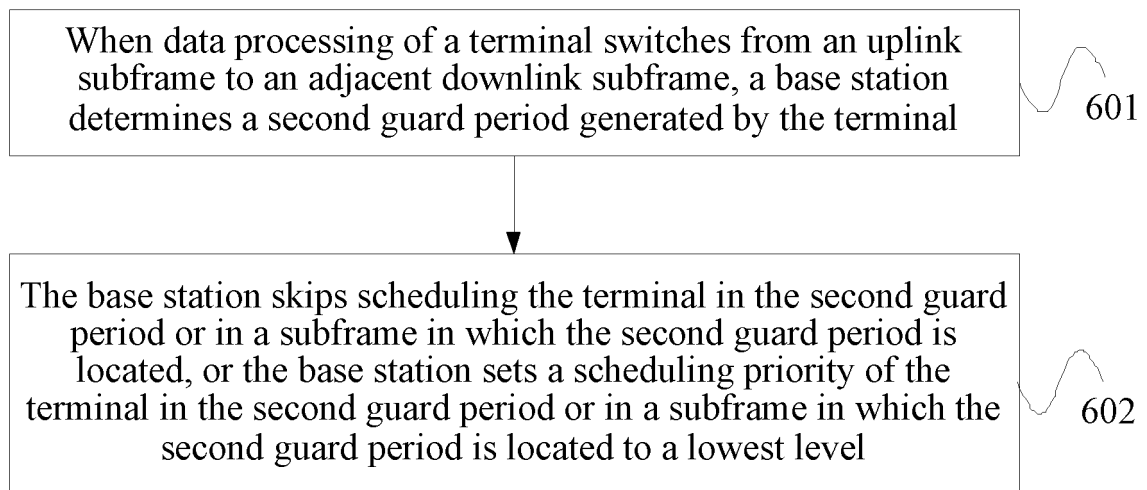 When data processing of a terminal switches from an uplink
subframe to an adjacent downlink subframe, a base station
determines a second guard period generated by the terminal
601
The base station skips scheduling the terminal in the second guard
period or in a subframe in which the second guard period is
located, or the base station sets a scheduling priority of the
terminal in the second guard period or in a subframe in which the
second guard period is located to a lowest level
602